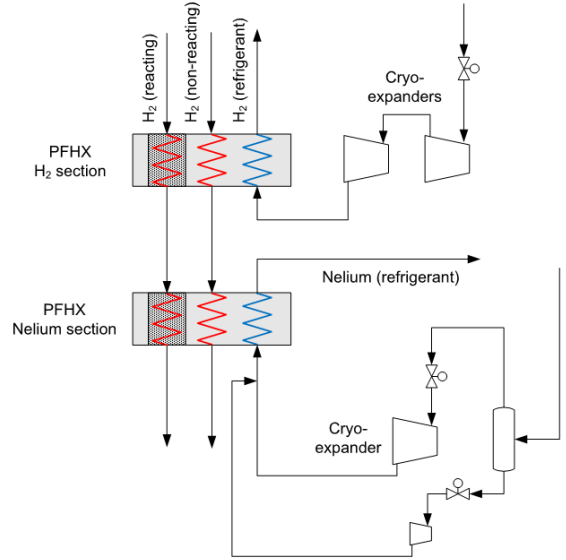 H₂ (reacting)
H₂ (non-reacting)
H₂ (refrigerant)
Cryo-
expanders
PFHX
H₂ section
Nelium (refrigerant)
PFHX
Nelium section
Cryo-
expander